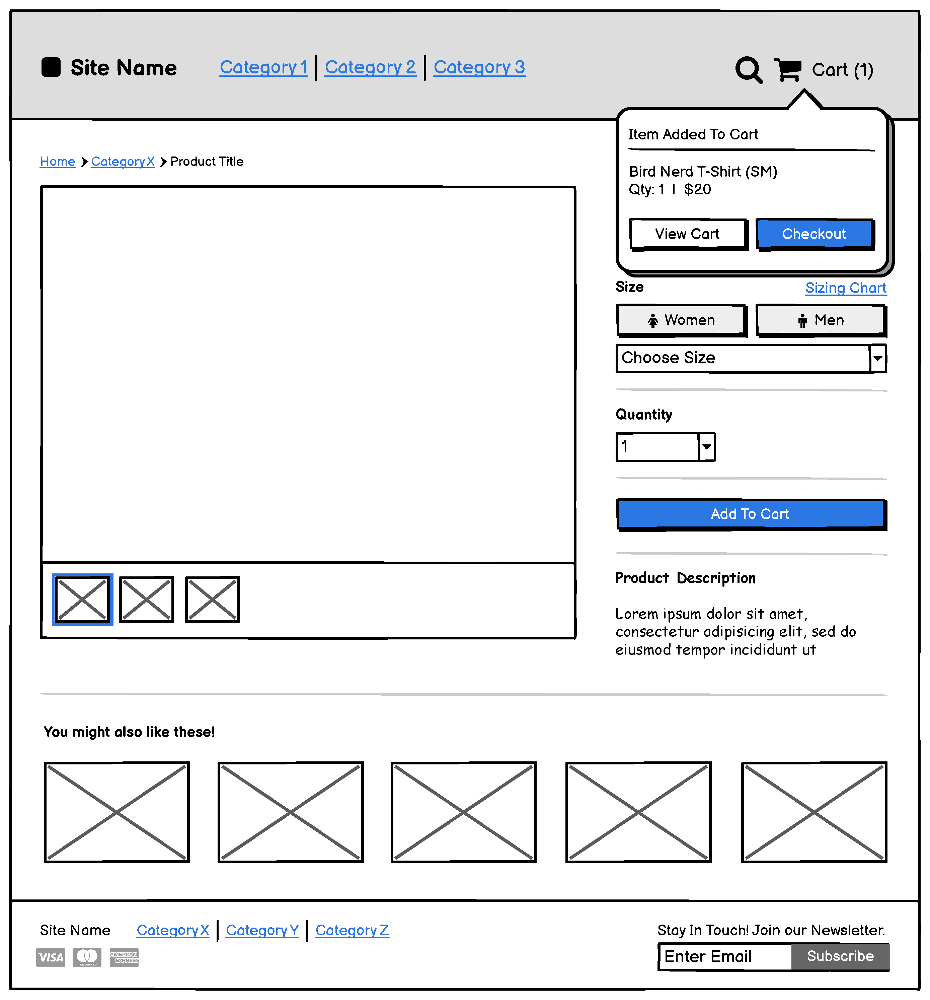 Site Name
Category 1 | Category 2 | Category 3
Cart (1)
Item Added To Cart
Bird Nerd T-Shirt (SM)
Qty: 1 | $20
View Cart
Checkout
Home > Category X > Product Title
Size
Sizing Chart
Women
Men
Choose Size
Quantity
1
Add To Cart
Product Description
Lorem ipsum dolor sit amet,
consectetur adipisicing elit, sed do
eiusmod tempor incididunt ut
You might also like these!
Site Name
Category X | Category Y | Category Z
VISA
mastercard
AMERICAN
EXPRESS
Stay In Touch! Join our Newsletter.
Enter Email
Subscribe